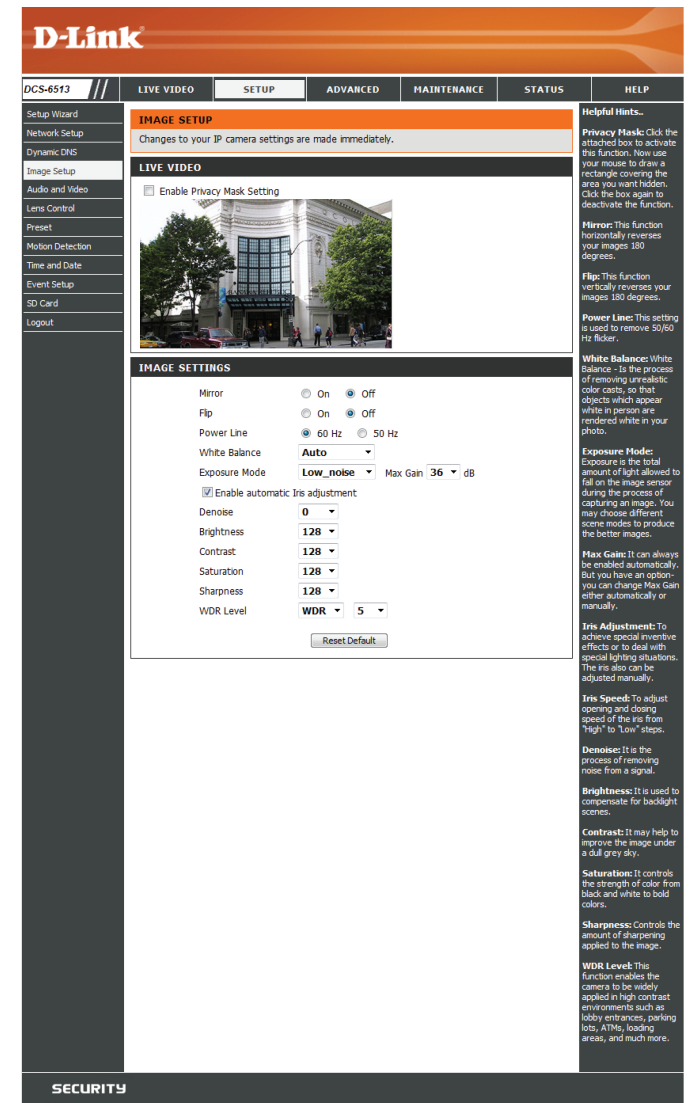 D-Link
DCS-6513
LIVE VIDEO
SETUP
ADVANCED
MAINTENANCE
STATUS
HELP
Setup Wizard
Network Setup
Dynamic DNS
Image Setup
Audio and Video
Lens Control
Preset
Motion Detection
Time and Date
Event Setup
SD Card
Logout
IMAGE SETUP
Changes to your IP camera settings are made immediately.
LIVE VIDEO
Enable Privacy Mask Setting
IMAGE SETTINGS
Mirror On Off
Flip On Off
Power Line 60 Hz 50 Hz
White Balance Auto
Exposure Mode Low_noise Max Gain 36 dB
Enable automatic Iris adjustment
Denoise 0
Brightness 128
Contrast 128
Saturation 128
Sharpness 128
WDR Level WDR 5
Reset Default
Helpful Hints..
Privacy Mask: Click the
attached box to activate
this function. Now use
your mouse to draw a
rectangle covering the
area you want hidden.
Click the box again to
deactivate the function.
Mirror: This function
horizontally reverses
your images 180
degrees.
Flip: This function
vertically reverses your
images 180 degrees.
Power Line: This setting
is used to remove 50/60
Hz flicker.
White Balance: White
Balance - Is the process
of removing unrealistic
color casts, so that
objects which appear
white in person are
rendered white in your
photo.
Exposure Mode:
Exposure is the total
amount of light allowed to
fall on the image sensor
during the process of
capturing an image. You
may choose different
scene modes to produce
the better images.
Max Gain: It can always
be enabled automatically.
But you have an option-
you can change Max Gain
either automatically or
manually.
Iris Adjustment: To
achieve special inventive
effects or to deal with
special lighting situations.
The iris also can be
adjusted manually.
Iris Speed: To adjust
opening and closing
speed of the iris from
"High" to "Low" steps.
Denoise: It is the
process of removing
noise from a signal.
Brightness: It is used to
compensate for backlight
scenes.
Contrast: It may help to
improve the image under
a dull grey sky.
Saturation: It controls
the strength of color from
black and white to bold
colors.
Sharpness: Controls the
amount of sharpening
applied to the image.
WDR Level: This
function enables the
camera to be widely
applied in high contrast
environments such as
lobby entrances, parking
lots, ATMs, loading
areas, and much more.
SECURITY